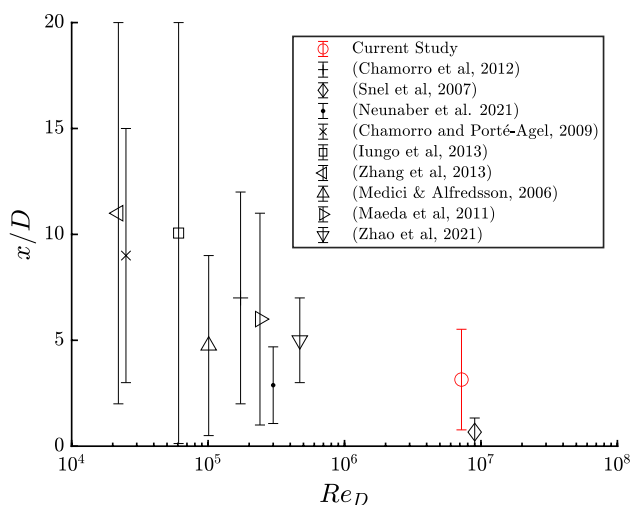 20
15
10
5
0
x/D
10^4
10^5
10^6
10^7
10^8
Re_D
Current Study
(Chamorro et al, 2012)
(Snel et al, 2007)
(Neunaber et al. 2021)
(Chamorro and Porté-Agel, 2009)
(Iungo et al, 2013)
(Zhang et al, 2013)
(Medici & Alfredsson, 2006)
(Maeda et al, 2011)
(Zhao et al, 2021)